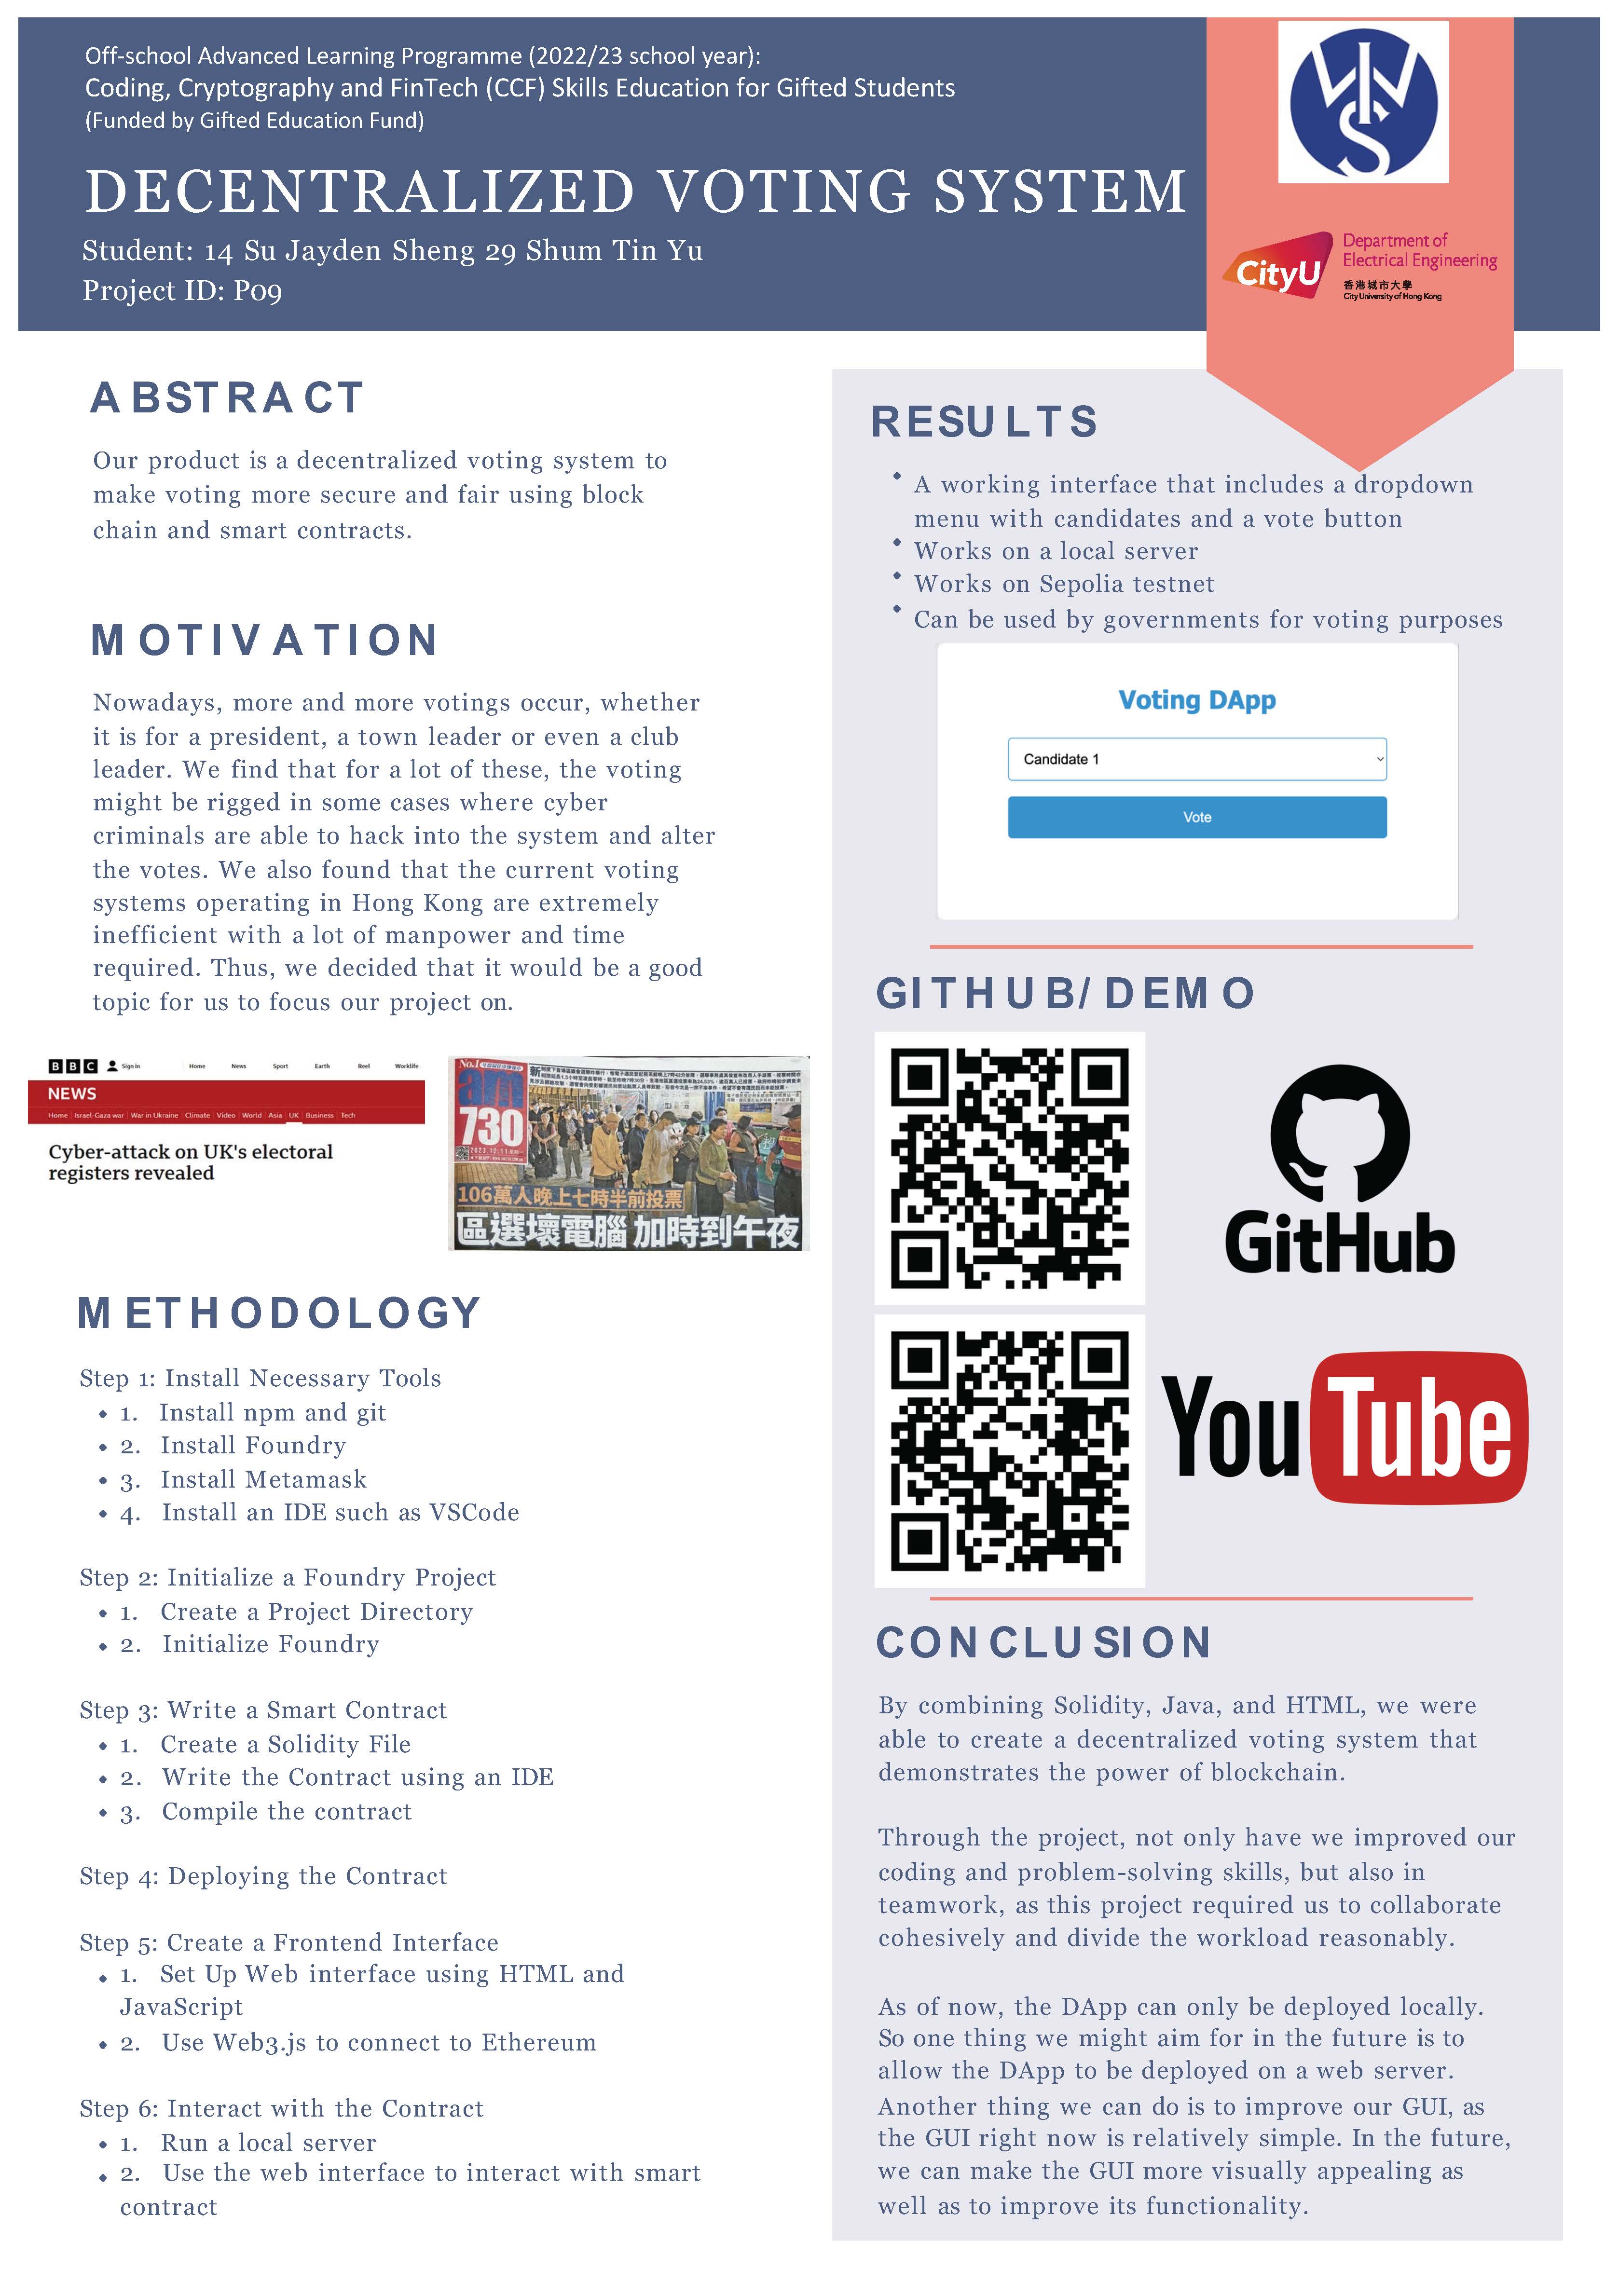 Off-school Advanced Learning Programme (2022/23 school year):
Coding, Cryptography and FinTech (CCF) Skills Education for Gifted Students
(Funded by Gifted Education Fund)
DECENTRALIZED VOTING SYSTEM
Student: 14 Su Jayden Sheng 29 Shum Tin Yu
Project ID: P09
CityU
Department of
Electrical Engineering
香港城市大學
City University of Hong Kong
ABSTRACT
Our product is a decentralized voting system to
make voting more secure and fair using block
chain and smart contracts.
MOTIVATION
Nowadays, more and more votings occur, whether
it is for a president, a town leader or even a club
leader. We find that for a lot of these, the voting
might be rigged in some cases where cyber
criminals are able to hack into the system and alter
the votes. We also found that the current voting
systems operating in Hong Kong are extremely
inefficient with a lot of manpower and time
required. Thus, we decided that it would be a good
topic for us to focus our project on.
BBC Sign in Home News Sport Earth Reel Worklife
NEWS
Home Israel-Gaza war War in Ukraine Climate Video World Asia UK Business Tech
Cyber-attack on UK's electoral
registers revealed
No.1
am
730
2023.12.11
106萬人晚上七時半前投票
區選壞電腦 加時到午夜
METHODOLOGY
Step 1: Install Necessary Tools
• 1. Install npm and git
• 2. Install Foundry
• 3. Install Metamask
• 4. Install an IDE such as VSCode
Step 2: Initialize a Foundry Project
• 1. Create a Project Directory
• 2. Initialize Foundry
Step 3: Write a Smart Contract
• 1. Create a Solidity File
• 2. Write the Contract using an IDE
• 3. Compile the contract
Step 4: Deploying the Contract
Step 5: Create a Frontend Interface
• 1. Set Up Web interface using HTML and
JavaScript
• 2. Use Web3.js to connect to Ethereum
Step 6: Interact with the Contract
• 1. Run a local server
• 2. Use the web interface to interact with smart
contract
RESULTS
• A working interface that includes a dropdown
menu with candidates and a vote button
• Works on a local server
• Works on Sepolia testnet
• Can be used by governments for voting purposes
Voting DApp
Candidate 1
Vote
GITHUB/DEMO
GitHub
YouTube
CONCLUSION
By combining Solidity, Java, and HTML, we were
able to create a decentralized voting system that
demonstrates the power of blockchain.
Through the project, not only have we improved our
coding and problem-solving skills, but also in
teamwork, as this project required us to collaborate
cohesively and divide the workload reasonably.
As of now, the DApp can only be deployed locally.
So one thing we might aim for in the future is to
allow the DApp to be deployed on a web server.
Another thing we can do is to improve our GUI, as
the GUI right now is relatively simple. In the future,
we can make the GUI more visually appealing as
well as to improve its functionality.